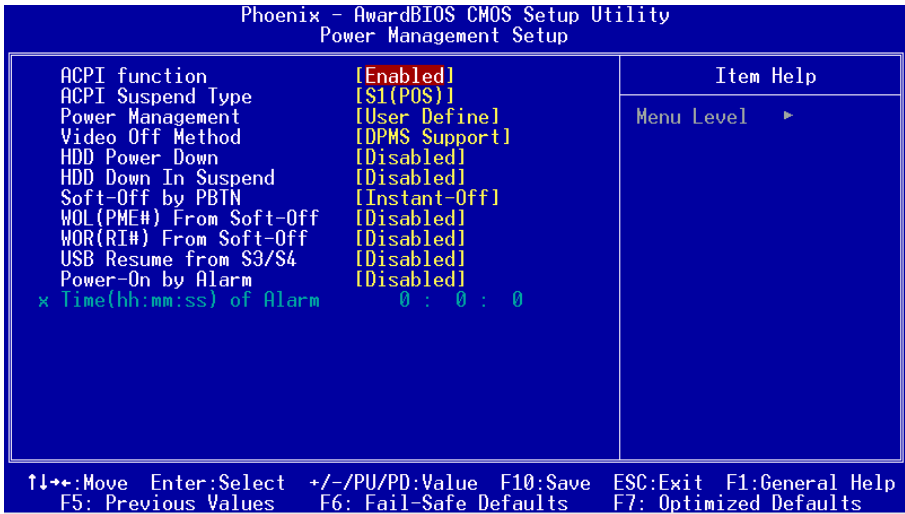 Phoenix - AwardBIOS CMOS Setup Utility
Power Management Setup
ACPI function [Enabled]
ACPI Suspend Type [S1(POS)]
Power Management [User Define]
Video Off Method [DPMS Support]
HDD Power Down [Disabled]
HDD Down In Suspend [Disabled]
Soft-Off by PBTN [Instant-Off]
WOL(PME#) From Soft-Off [Disabled]
WOR(RI#) From Soft-Off [Disabled]
USB Resume from S3/S4 [Disabled]
Power-On by Alarm [Disabled]
x Time(hh:mm:ss) of Alarm 0 : 0 : 0
Item Help
Menu Level ►
↑↓→←:Move Enter:Select +/-/PU/PD:Value F10:Save ESC:Exit F1:General Help
F5: Previous Values F6: Fail-Safe Defaults F7: Optimized Defaults